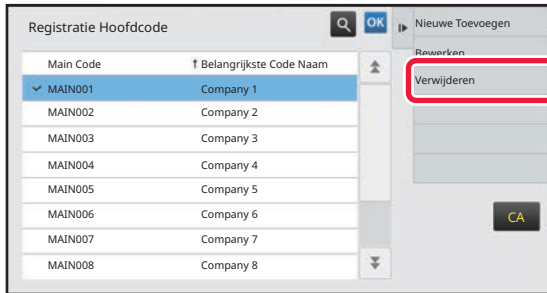 Registratie Hoofdcode
OK
Nieuwe Toevoegen
Bewerken
Verwijderen
Main Code Belangrijkste Code Naam
MAIN001 Company 1
MAIN002 Company 2
MAIN003 Company 3
MAIN004 Company 4
MAIN005 Company 5
MAIN006 Company 6
MAIN007 Company 7
MAIN008 Company 8
CA